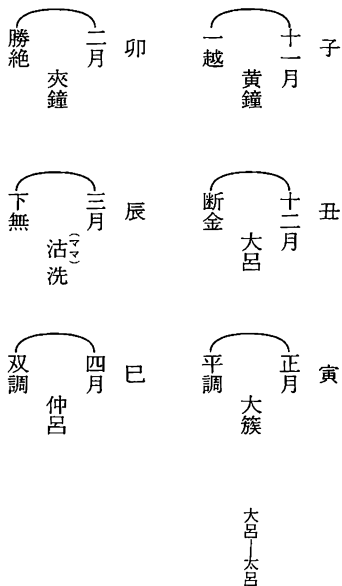 子
十一月
黄鐘
一越
丑
十二月
大呂
断金
寅
正月
大簇
平調
大呂―太呂
卯
二月
夾鐘
勝絶
辰
三月
(ママ)
沽洗
下無
巳
四月
仲呂
双調